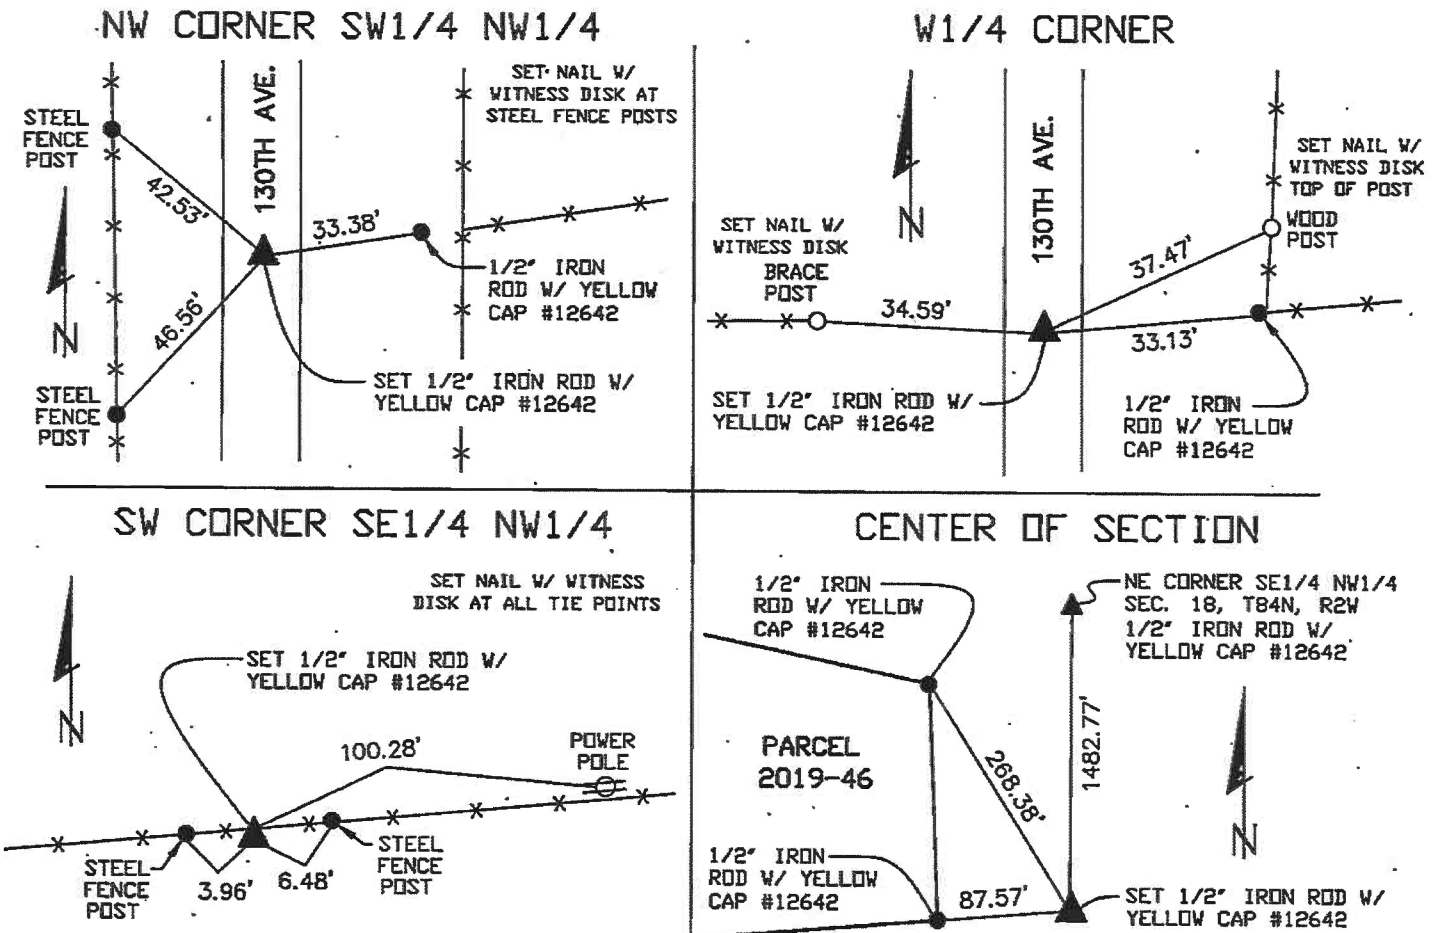 NW CORNER SW1/4 NW1/4
SET NAIL W/
WITNESS DISK AT
STEEL FENCE POSTS
STEEL
FENCE
POST
130TH AVE.
42.53'
33.38'
46.56'
N
1/2" IRON
ROD W/ YELLOW
CAP #12642
STEEL
FENCE
POST
SET 1/2" IRON ROD W/
YELLOW CAP #12642
W1/4 CORNER
130TH AVE.
N
SET NAIL W/
WITNESS DISK
TOP OF POST
WOOD
POST
SET NAIL W/
WITNESS DISK
BRACE
POST
37.47'
34.59'
33.13'
SET 1/2" IRON ROD W/
YELLOW CAP #12642
1/2" IRON
ROD W/ YELLOW
CAP #12642
SW CORNER SE1/4 NW1/4
SET NAIL W/ WITNESS
DISK AT ALL TIE POINTS
N
SET 1/2" IRON ROD W/
YELLOW CAP #12642
100.28'
POWER
POLE
STEEL
FENCE
POST
3.96'
6.48'
STEEL
FENCE
POST
CENTER OF SECTION
1/2" IRON
ROD W/ YELLOW
CAP #12642
NE CORNER SE1/4 NW1/4
SEC. 18, T84N, R2W
1/2" IRON ROD W/
YELLOW CAP #12642
PARCEL
2019-46
268.38'
1482.77'
N
1/2" IRON
ROD W/ YELLOW
CAP #12642
87.57'
SET 1/2" IRON ROD W/
YELLOW CAP #12642